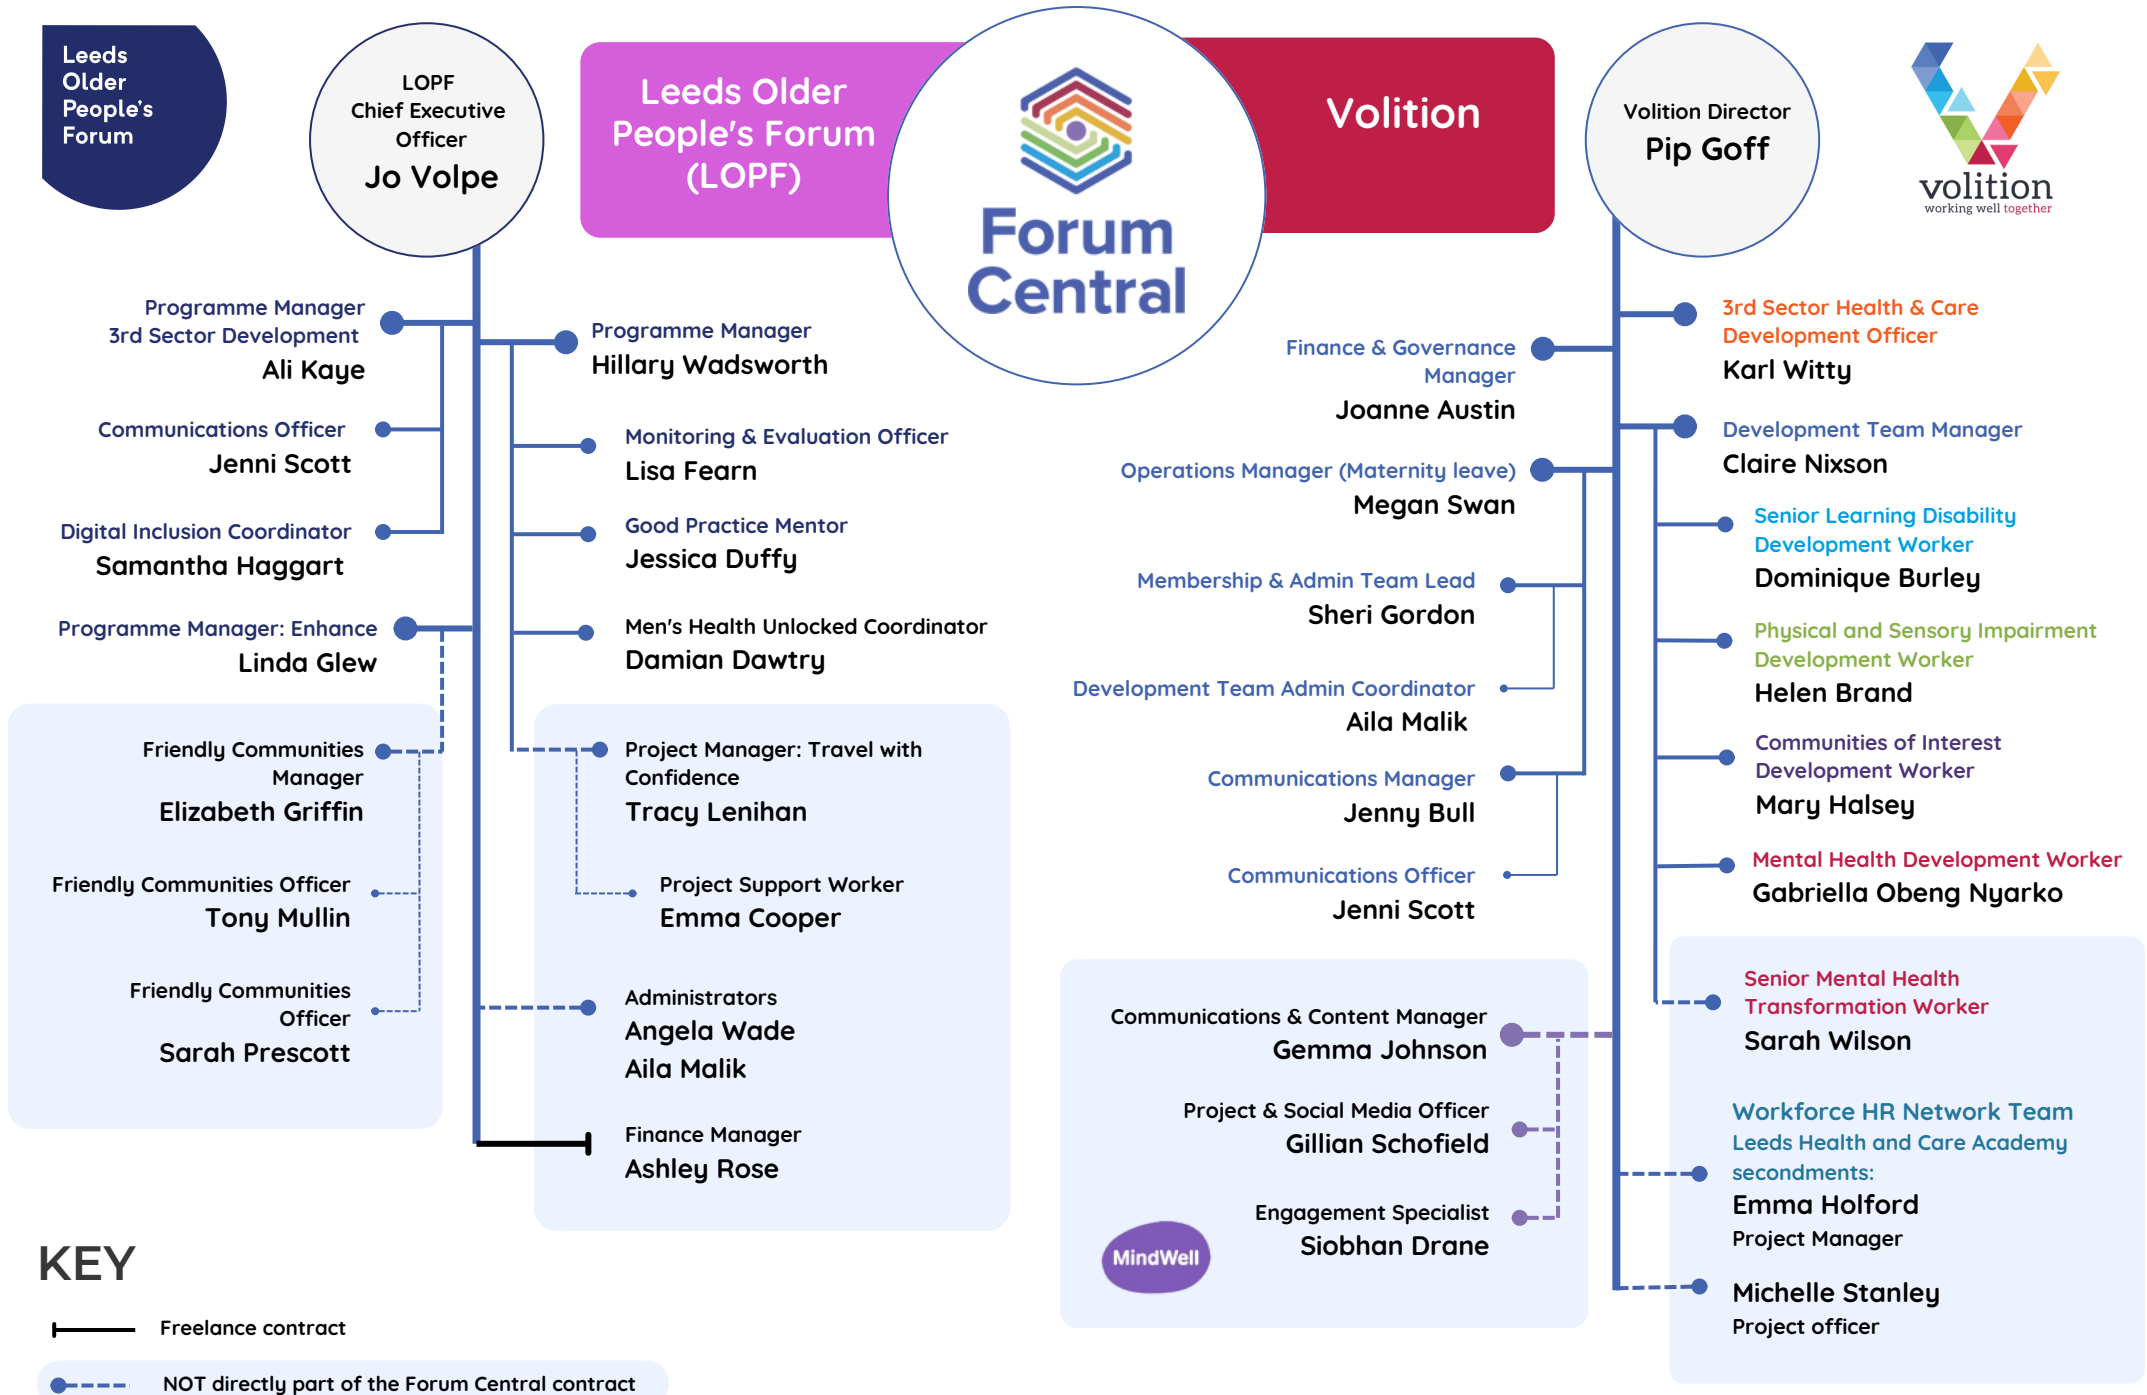 Leeds
Older
People's
Forum
LOPF
Chief Executive
Officer
Jo Volpe
Leeds Older
People's Forum
(LOPF)
Forum
Central
Volition
Volition Director
Pip Goff
volition
working well together
Programme Manager
3rd Sector Development
Ali Kaye
Communications Officer
Jenni Scott
Digital Inclusion Coordinator
Samantha Haggart
Programme Manager: Enhance
Linda Glew
Friendly Communities
Manager
Elizabeth Griffin
Friendly Communities Officer
Tony Mullin
Friendly Communities
Officer
Sarah Prescott
Programme Manager
Hillary Wadsworth
Monitoring & Evaluation Officer
Lisa Fearn
Good Practice Mentor
Jessica Duffy
Men's Health Unlocked Coordinator
Damian Dawtry
Project Manager: Travel with
Confidence
Tracy Lenihan
Project Support Worker
Emma Cooper
Administrators
Angela Wade
Aila Malik
Finance Manager
Ashley Rose
Finance & Governance
Manager
Joanne Austin
Operations Manager (Maternity leave)
Megan Swan
Membership & Admin Team Lead
Sheri Gordon
Development Team Admin Coordinator
Aila Malik
Communications Manager
Jenny Bull
Communications Officer
Jenni Scott
Communications & Content Manager
Gemma Johnson
Project & Social Media Officer
Gillian Schofield
Engagement Specialist
Siobhan Drane
MindWell
3rd Sector Health & Care
Development Officer
Karl Witty
Development Team Manager
Claire Nixson
Senior Learning Disability
Development Worker
Dominique Burley
Physical and Sensory Impairment
Development Worker
Helen Brand
Communities of Interest
Development Worker
Mary Halsey
Mental Health Development Worker
Gabriella Obeng Nyarko
Senior Mental Health
Transformation Worker
Sarah Wilson
Workforce HR Network Team
Leeds Health and Care Academy
secondments:
Emma Holford
Project Manager
Michelle Stanley
Project officer
KEY
Freelance contract
NOT directly part of the Forum Central contract